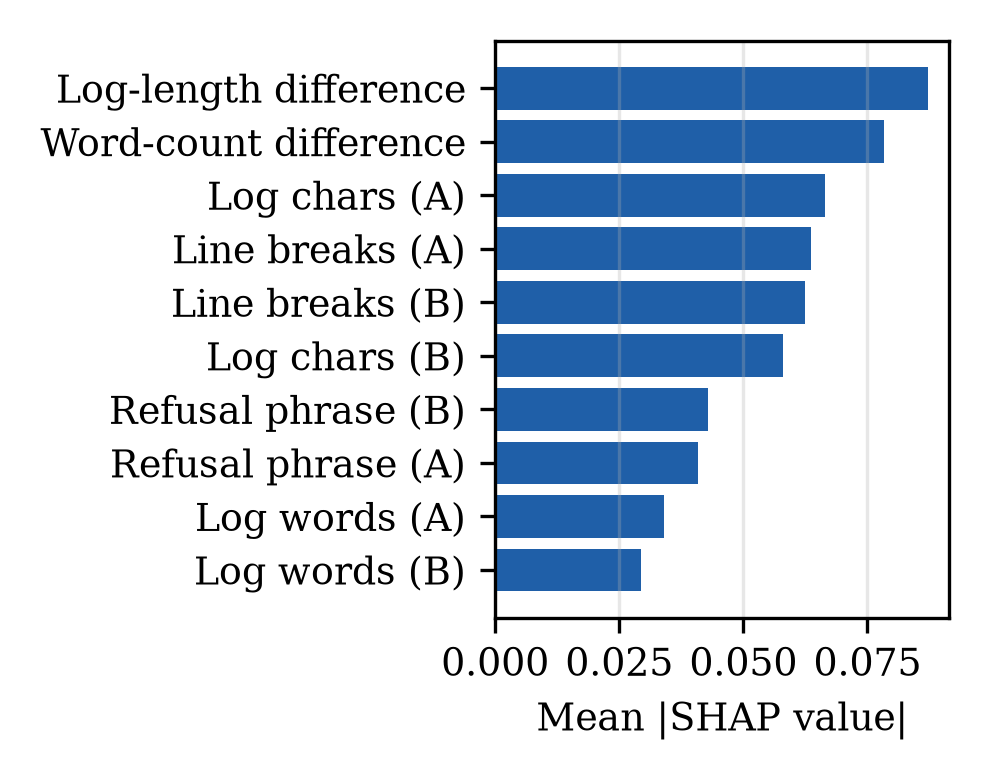 Log-length difference
Word-count difference
Log chars (A)
Line breaks (A)
Line breaks (B)
Log chars (B)
Refusal phrase (B)
Refusal phrase (A)
Log words (A)
Log words (B)
0.000 0.025 0.050 0.075
Mean |SHAP value|